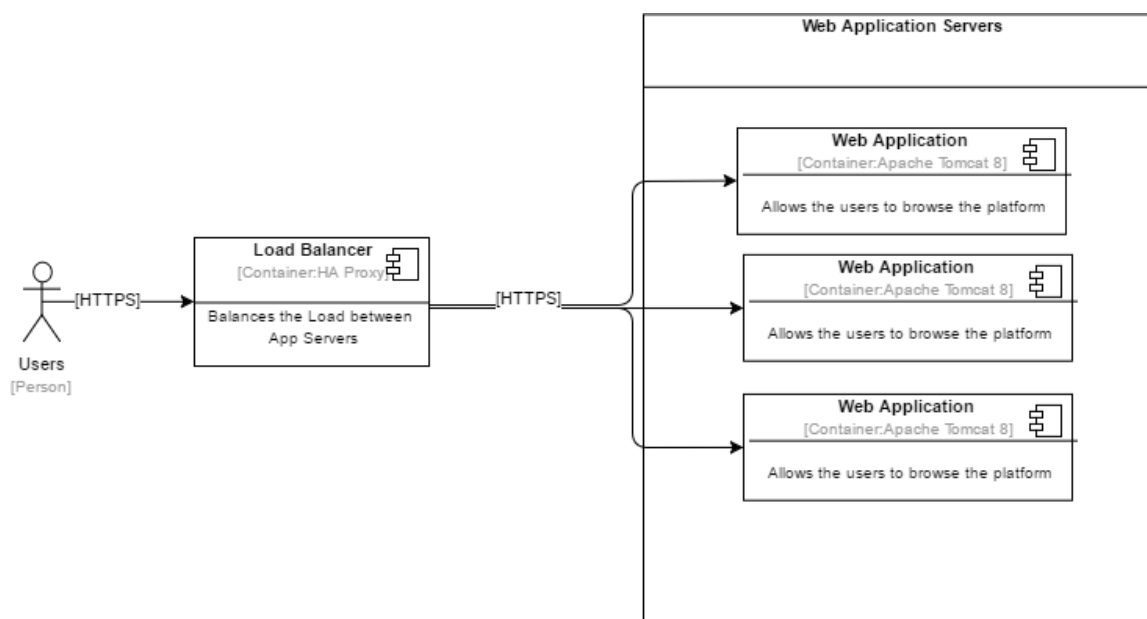 Web Application Servers
Web Application
[Container:Apache Tomcat 8]
Allows the users to browse the platform
Load Balancer
[Container:HA Proxy]
Balances the Load between
App Servers
[HTTPS]
[HTTPS]
Users
[Person]
Web Application
[Container:Apache Tomcat 8]
Allows the users to browse the platform
Web Application
[Container:Apache Tomcat 8]
Allows the users to browse the platform